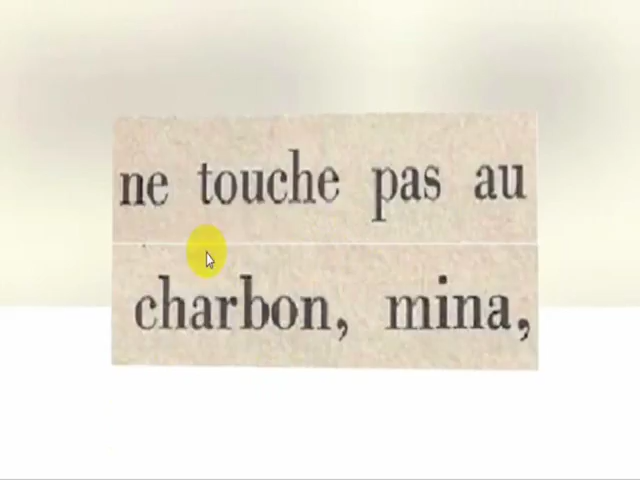 ne touche pas au
charbon, mina,